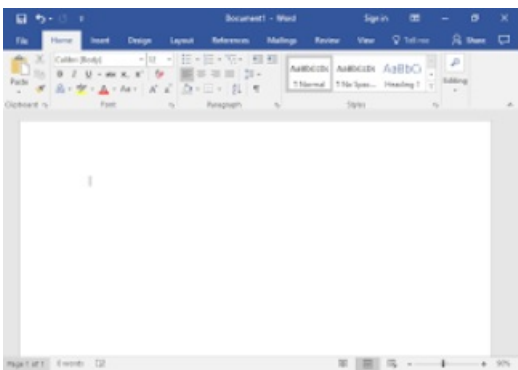 Document1 - Word
Sign in
File Home Insert Design Layout References Mailings Review View Tell me Share
Calibri (Body) 11
Paste
B I U abc
AaBbCcDc AaBbCcDc AaBbCi
Editing
¶ Normal ¶ No Spac... Heading 1
Clipboard Font Paragraph Styles
Page 1 of 1 0 words 90%